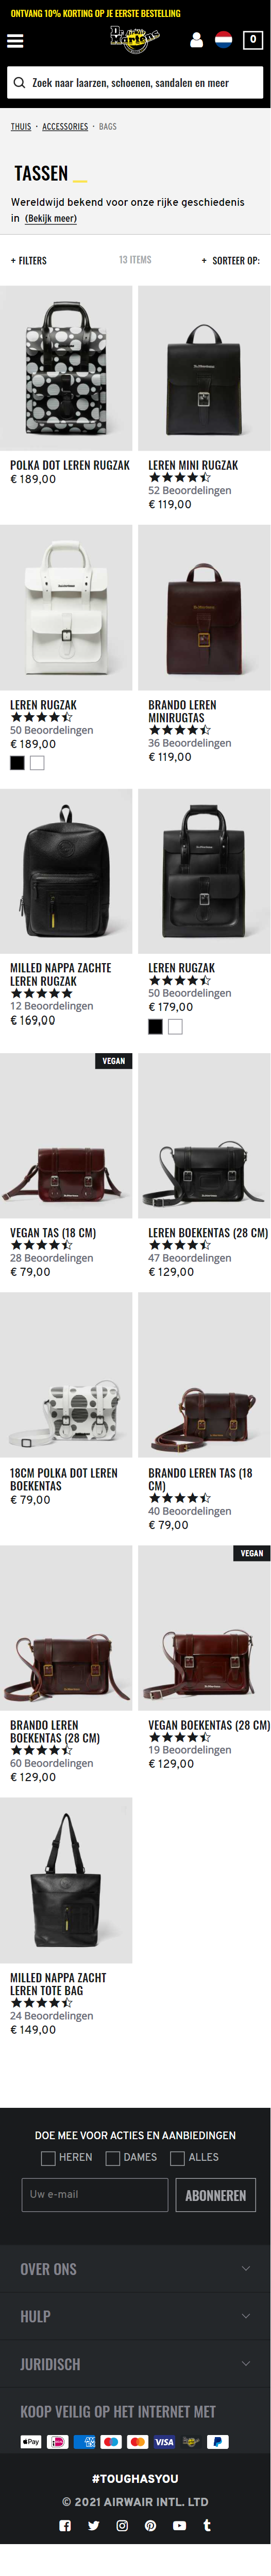 ONTVANG 10% KORTING OP JE EERSTE BESTELLING
Dr. Martens
0
Zoek naar laarzen, schoenen, sandalen en meer
THUIS · ACCESSORIES · BAGS
TASSEN _
Wereldwijd bekend voor onze rijke geschiedenis
in (Bekijk meer)
+ FILTERS 13 ITEMS + SORTEER OP:
POLKA DOT LEREN RUGZAK
€ 189,00
LEREN MINI RUGZAK
52 Beoordelingen
€ 119,00
LEREN RUGZAK
50 Beoordelingen
€ 189,00
BRANDO LEREN
MINIRUGTAS
36 Beoordelingen
€ 119,00
MILLED NAPPA ZACHTE
LEREN RUGZAK
12 Beoordelingen
€ 169,00
LEREN RUGZAK
50 Beoordelingen
€ 179,00
VEGAN
VEGAN TAS (18 CM)
28 Beoordelingen
€ 79,00
LEREN BOEKENTAS (28 CM)
47 Beoordelingen
€ 129,00
18CM POLKA DOT LEREN
BOEKENTAS
€ 79,00
BRANDO LEREN TAS (18
CM)
40 Beoordelingen
€ 79,00
BRANDO LEREN
BOEKENTAS (28 CM)
60 Beoordelingen
€ 129,00
VEGAN
VEGAN BOEKENTAS (28 CM)
19 Beoordelingen
€ 129,00
MILLED NAPPA ZACHT
LEREN TOTE BAG
24 Beoordelingen
€ 149,00
DOE MEE VOOR ACTIES EN AANBIEDINGEN
HEREN DAMES ALLES
Uw e-mail ABONNEREN
OVER ONS
HULP
JURIDISCH
KOOP VEILIG OP HET INTERNET MET
Pay VISA PayPal
#TOUGHASYOU
© 2021 AIRWAIR INTL. LTD